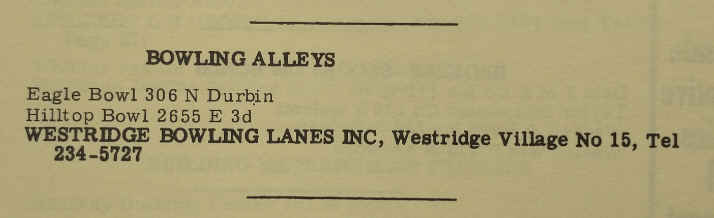 BOWLING ALLEYS
Eagle Bowl 306 N Durbin
Hilltop Bowl 2655 E 3d
WESTRIDGE BOWLING LANES INC, Westridge Village No 15, Tel
234-5727